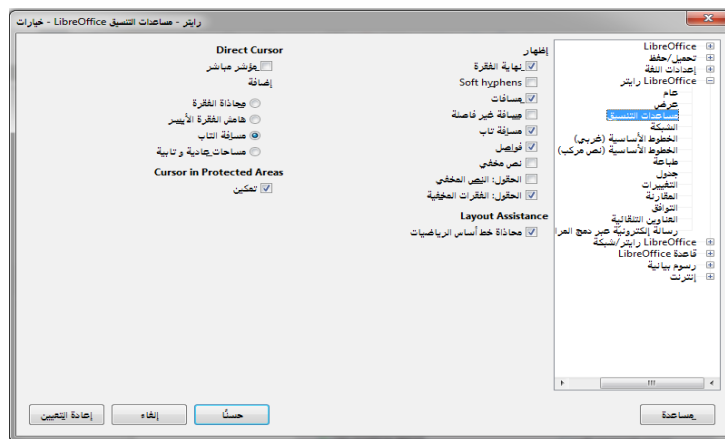 رايتر - مساعدات التنسيق LibreOffice - خيارات
LibreOffice
تحميل/حفظ
إعدادات اللغة
LibreOffice رايتر
عام
عرض
مساعدات التنسيق
الشبكة
الخطوط الأساسية (غربي)
الخطوط الأساسية (نص مركب)
طباعة
جدول
التغييرات
المقارنة
التوافق
العناوين التلقائية
رسالة إلكترونية عبر دمج المرا
LibreOffice رايتر/شبكة
LibreOffice قاعدة
رسوم بيانية
إنترنت
إظهار
نهاية الفقرة
Soft hyphens
مسافات
مسافة غير فاصلة
مسافة تاب
فواصل
نص مخفي
الحقول: النص المخفي
الحقول: الفقرات المخفية
Layout Assistance
محاذاة خط أساس الرياضيات
Direct Cursor
مؤشر مباشر
إضافة
محاذاة الفقرة
هامش الفقرة الأيسر
مسافة التاب
مساحات عادية و تابية
Cursor in Protected Areas
تمكين
مساعدة
حسنًا
إلغاء
إعادة التعيين